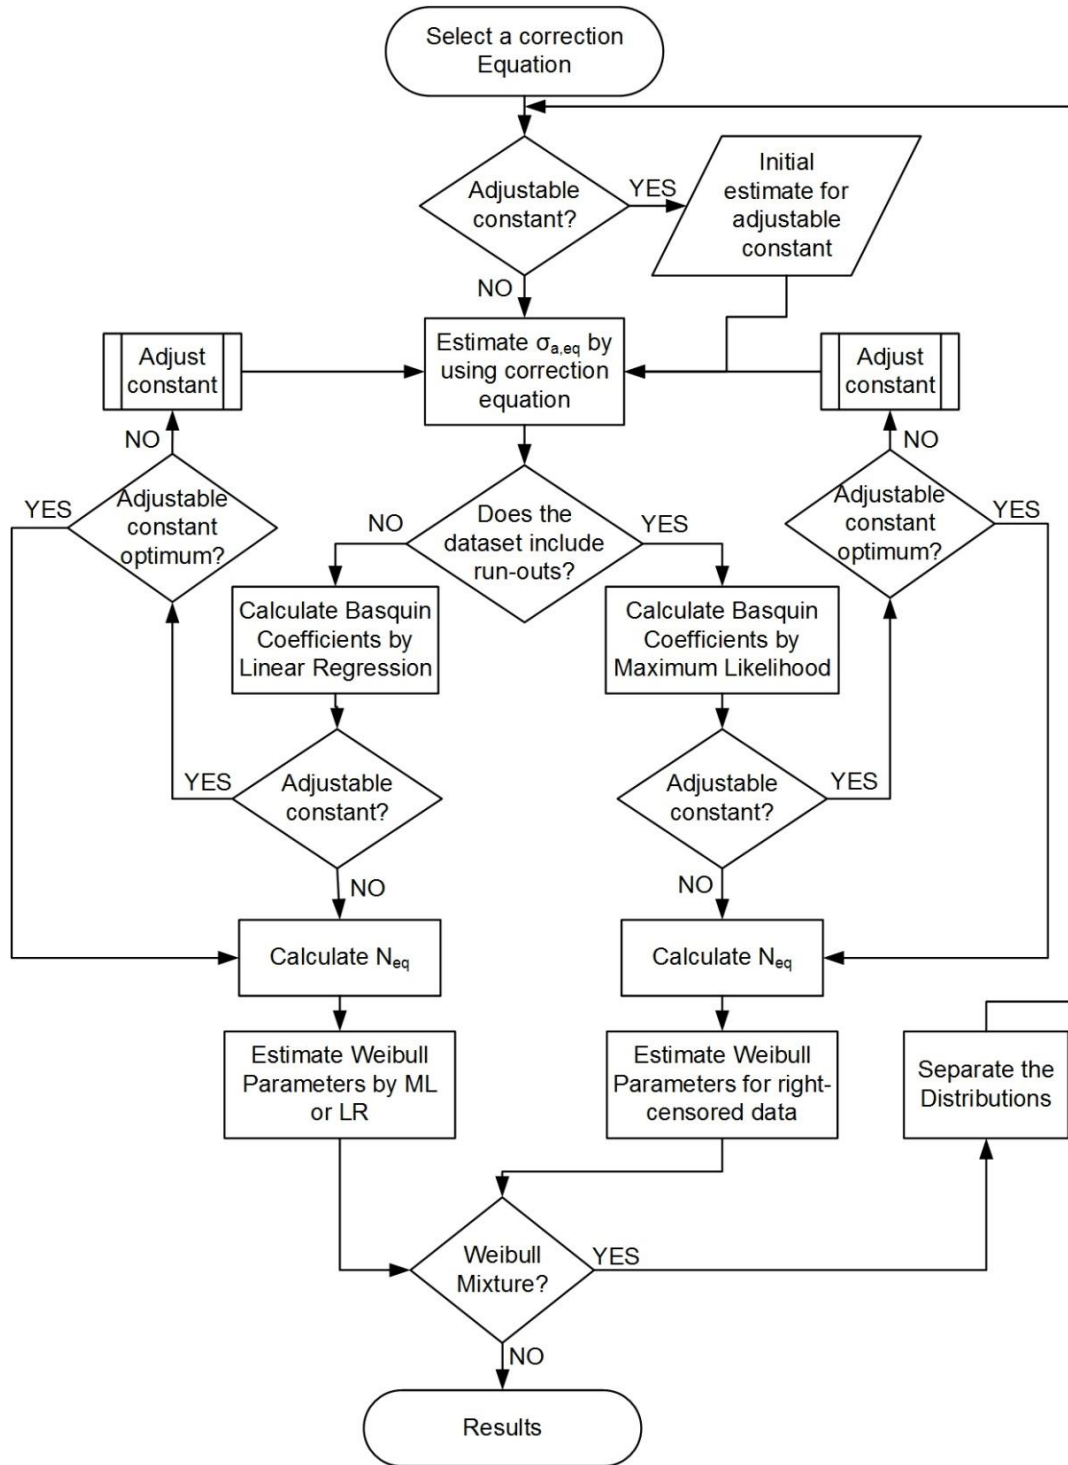 Select a correction
Equation
Adjustable
constant?
YES
Initial
estimate for
adjustable
constant
NO
Estimate σa,eq by
using correction
equation
Adjust
constant
Adjust
constant
NO
NO
YES
Adjustable
constant
optimum?
NO
Does the
dataset include
run-outs?
YES
Adjustable
constant
optimum?
YES
Calculate Basquin
Coefficients by
Linear Regression
Calculate Basquin
Coefficients by
Maximum Likelihood
YES
Adjustable
constant?
Adjustable
constant?
YES
NO
NO
Calculate Neq
Calculate Neq
Estimate Weibull
Parameters by ML
or LR
Estimate Weibull
Parameters for right-
censored data
Separate the
Distributions
Weibull
Mixture?
YES
NO
Results